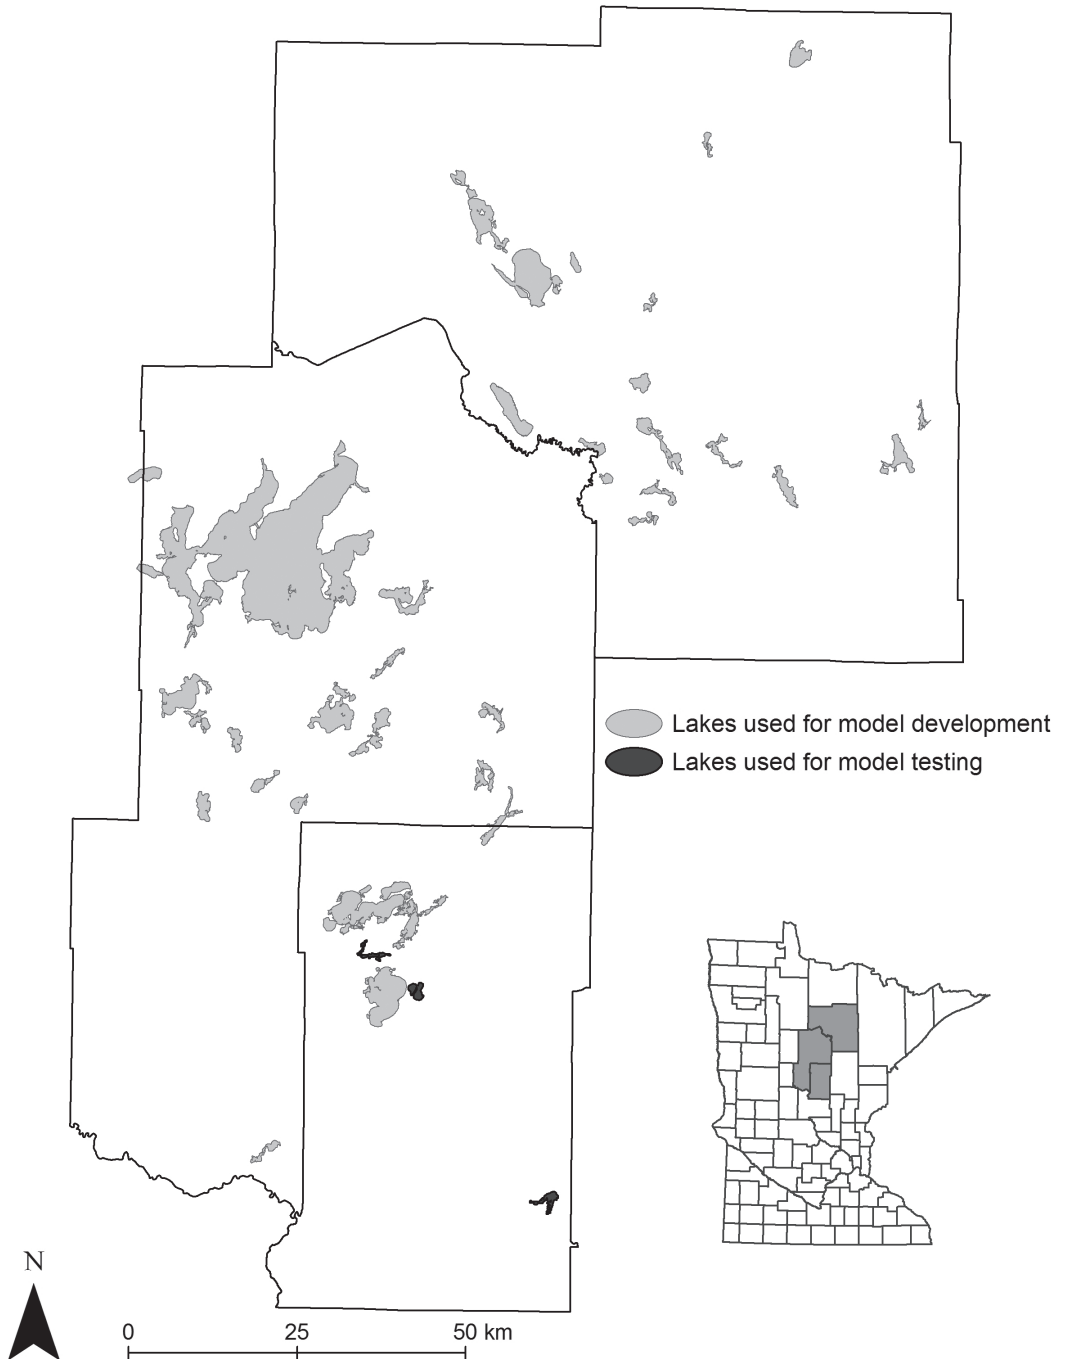 Lakes used for model development
Lakes used for model testing
N
0 25 50 km